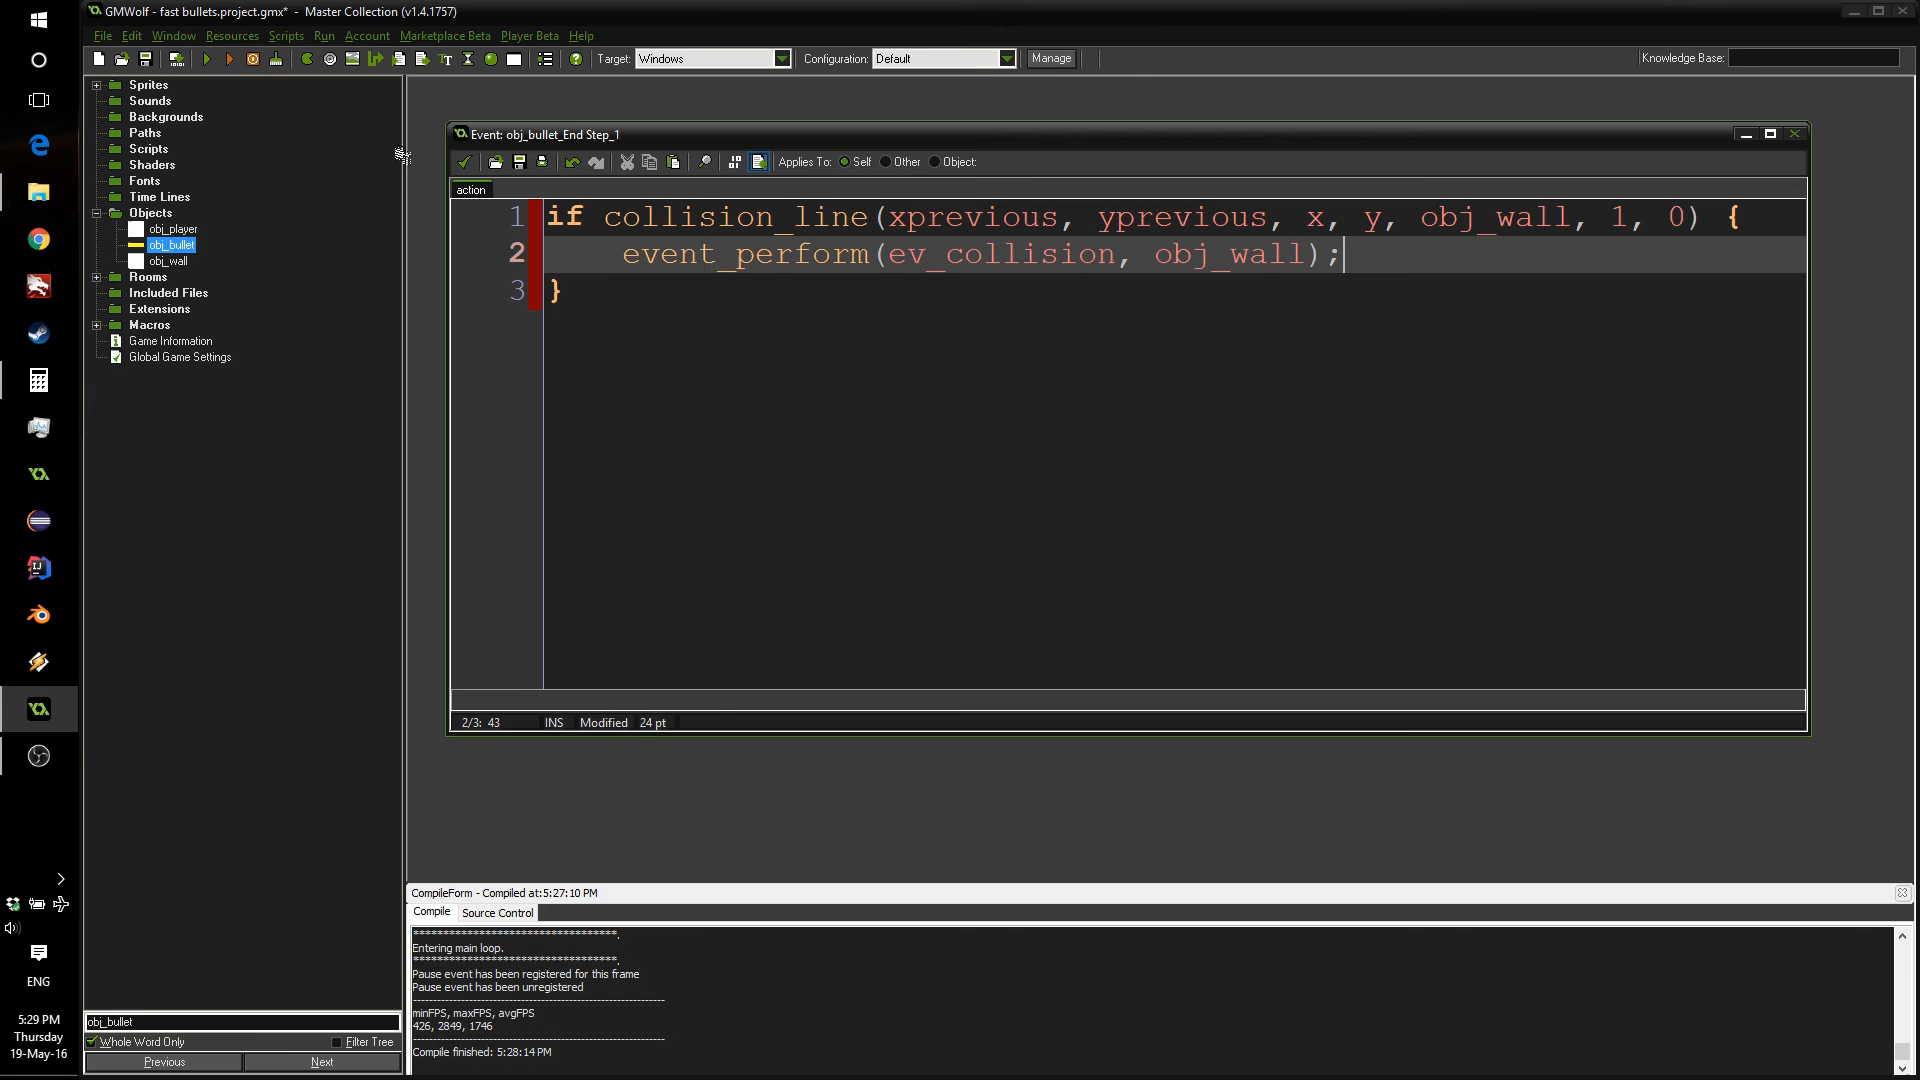 GMWolf - fast bullets.project.gmx* - Master Collection (v1.4.1757)
File Edit Window Resources Scripts Run Account Marketplace Beta Player Beta Help
Target: Windows Configuration: Default Manage Knowledge Base:
Sprites
Sounds
Backgrounds
Paths
Scripts
Shaders
Fonts
Time Lines
Objects
obj_player
obj_bullet
obj_wall
Rooms
Included Files
Extensions
Macros
Game Information
Global Game Settings
Event: obj_bullet_End Step_1
Applies To: Self Other Object:
action
1 if collision_line(xprevious, yprevious, x, y, obj_wall, 1, 0) {
2 event_perform(ev_collision, obj_wall);
3 }
2/3: 43 INS Modified 24 pt
CompileForm - Compiled at:5:27:10 PM
Compile Source Control
Entering main loop.
Pause event has been registered for this frame
Pause event has been unregistered
minFPS, maxFPS, avgFPS
426, 2849, 1746
Compile finished: 5:28:14 PM
obj_bullet
Whole Word Only Filter Tree
Previous Next
ENG
5:29 PM
Thursday
19-May-16